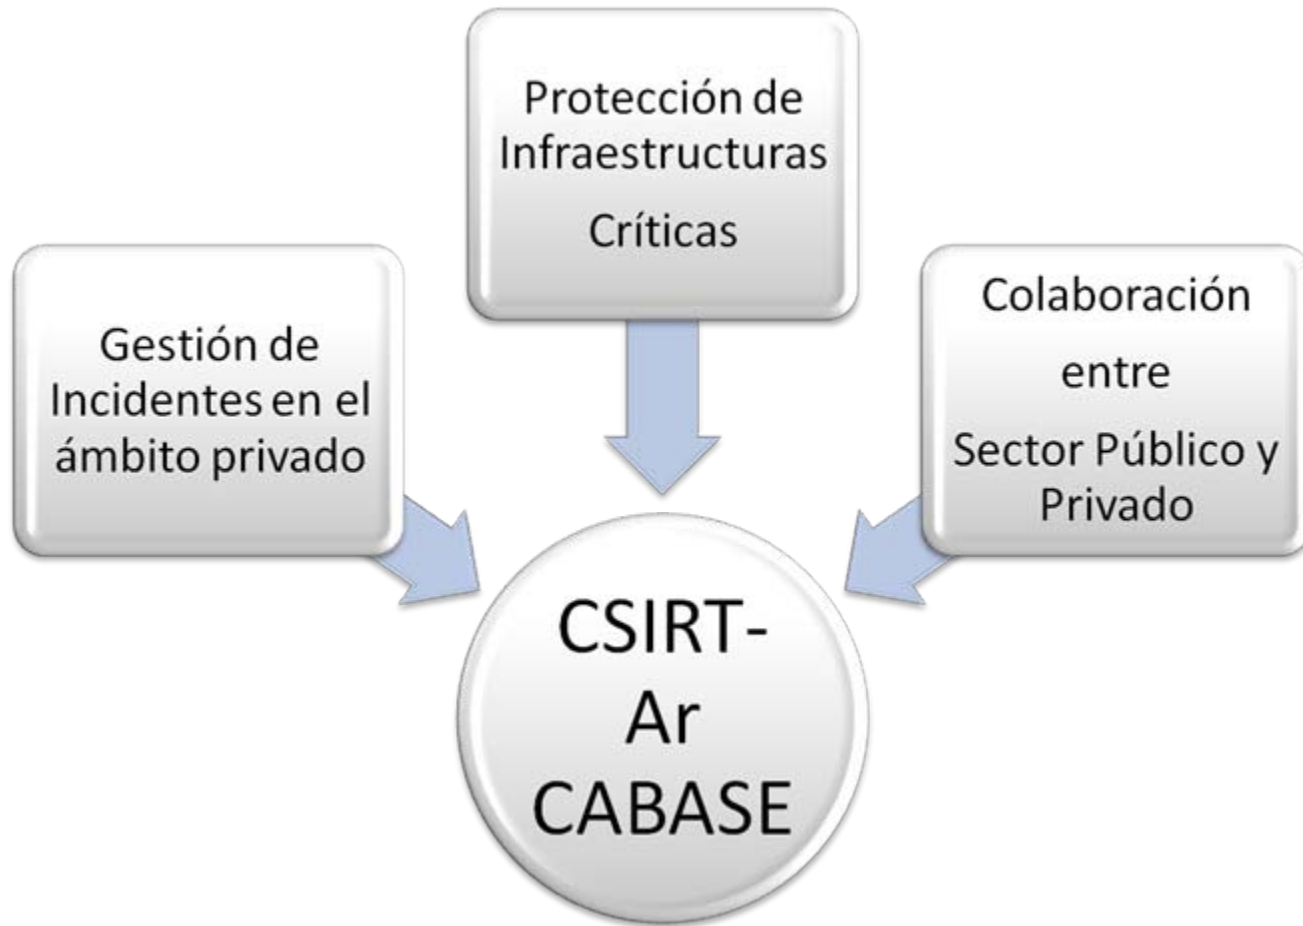 Protección de
Infraestructuras
Críticas
Gestión de
Incidentes en el
ámbito privado
Colaboración
entre
Sector Público y
Privado
CSIRT-
Ar
CABASE